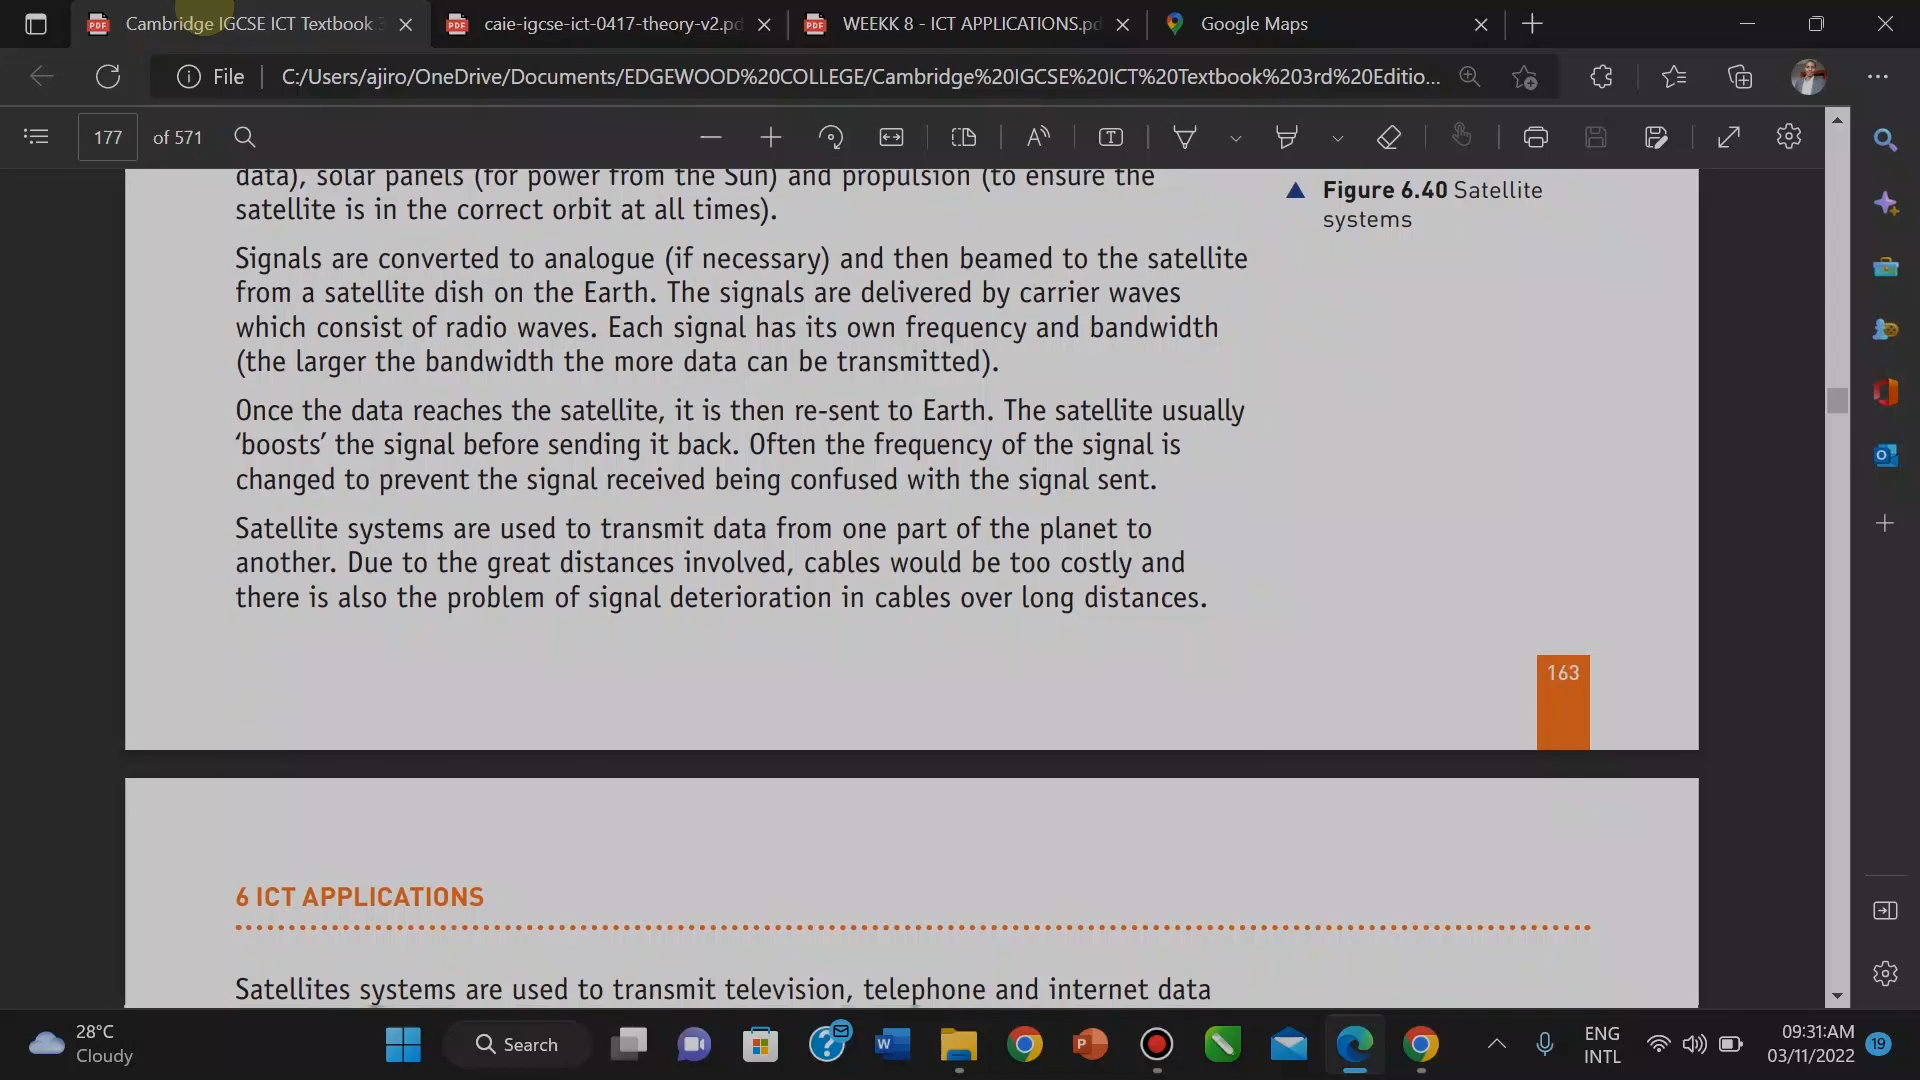 Cambridge IGCSE ICT Textbook 3
caie-igcse-ict-0417-theory-v2.pd
WEEKK 8 - ICT APPLICATIONS.pd
Google Maps
File
C:/Users/ajiro/OneDrive/Documents/EDGEWOOD%20COLLEGE/Cambridge%20IGCSE%20ICT%20Textbook%203rd%20Editio...
177 of 571
data), solar panels (for power from the Sun) and propulsion (to ensure the
satellite is in the correct orbit at all times).
Figure 6.40 Satellite
systems
Signals are converted to analogue (if necessary) and then beamed to the satellite
from a satellite dish on the Earth. The signals are delivered by carrier waves
which consist of radio waves. Each signal has its own frequency and bandwidth
(the larger the bandwidth the more data can be transmitted).
Once the data reaches the satellite, it is then re-sent to Earth. The satellite usually
‘boosts’ the signal before sending it back. Often the frequency of the signal is
changed to prevent the signal received being confused with the signal sent.
Satellite systems are used to transmit data from one part of the planet to
another. Due to the great distances involved, cables would be too costly and
there is also the problem of signal deterioration in cables over long distances.
163
6 ICT APPLICATIONS
Satellites systems are used to transmit television, telephone and internet data
28°C
Cloudy
Search
ENG
INTL
09:31:AM
03/11/2022
19